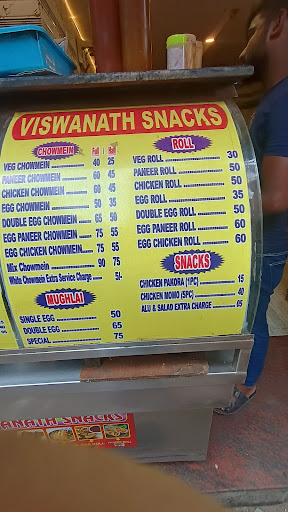 VISWANATH SNACKS
CHOWMEIN
VEG CHOWMEIN 40 25
PANEER CHOWMEIN 60 45
CHICKEN CHOWMEIN 60 45
EGG CHOWMEIN 50 35
DOUBLE EGG CHOWMEIN 65 50
EGG PANEER CHOWMEIN 75 55
EGG CHICKEN CHOWMEIN 75 55
Mix Chowmein 90 75
White Chowmein Extra Service Charge 5/-
MUGHLAI
SINGLE EGG 50
DOUBLE EGG 65
SPECIAL 75
ROLL
VEG ROLL 30
PANEER ROLL 50
CHICKEN ROLL 50
EGG ROLL 35
DOUBLE EGG ROLL 50
EGG PANEER ROLL 60
EGG CHICKEN ROLL 60
SNACKS
CHICKEN PAKORA (1PC) 15
CHICKEN MOMO (5PC) 40
ALU & SALAD EXTRA CHARGE 05
ANATH SNACKS